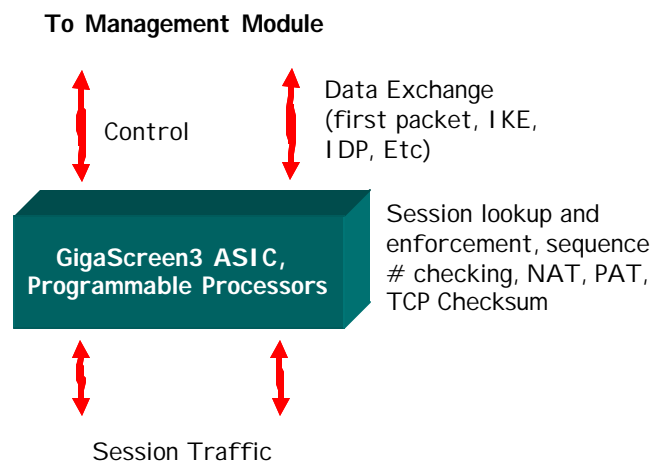 To Management Module
Control
Data Exchange
(first packet, IKE,
IDP, Etc)
GigaScreen3 ASIC,
Programmable Processors
Session lookup and
enforcement, sequence
# checking, NAT, PAT,
TCP Checksum
Session Traffic